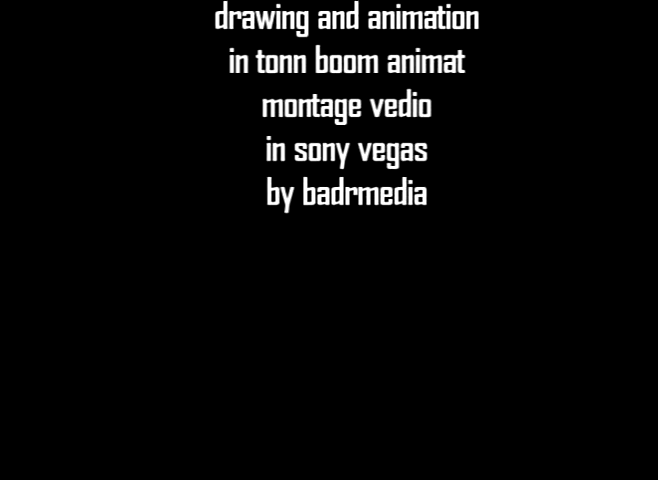 drawing and animation
in tonn boom animat
montage vedio
in sony vegas
by badrmedia